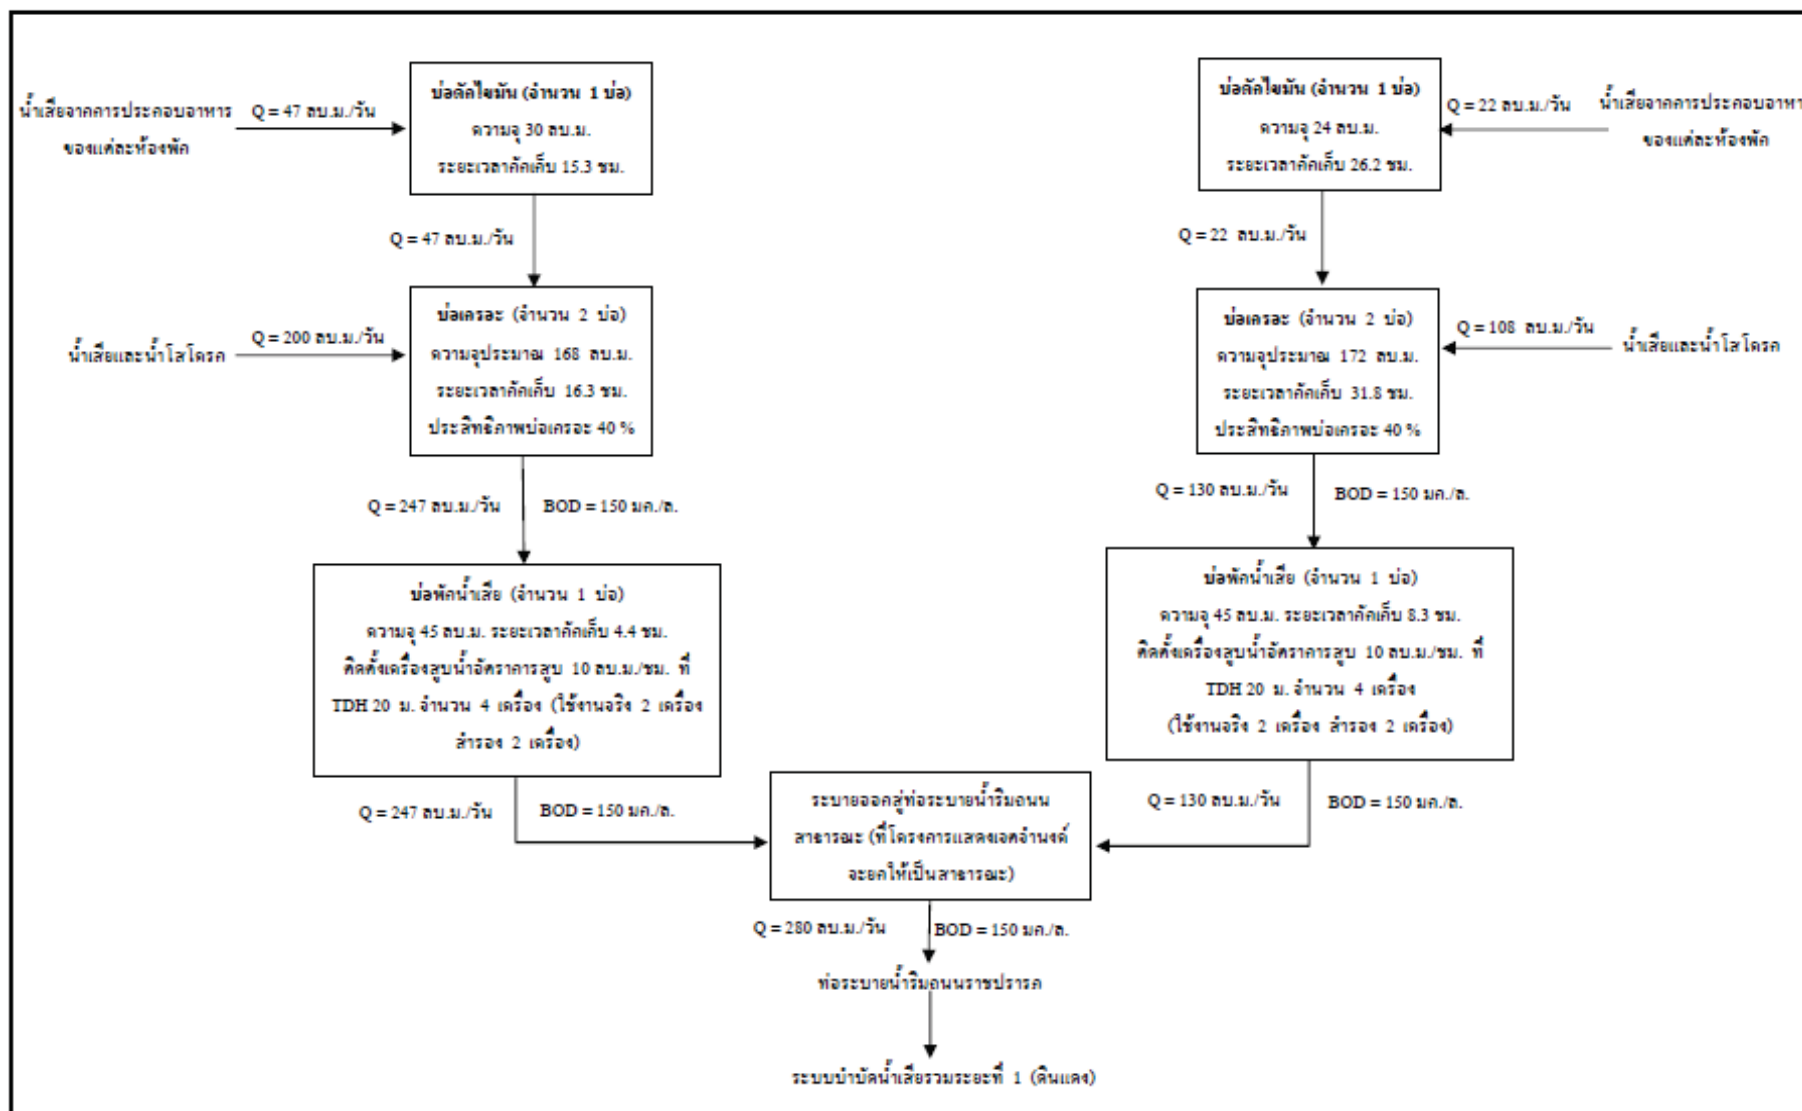 น้ำเสียจากการประกอบอาหาร
ของแต่ละห้องพัก
Q = 47 ลบ.ม./วัน
บ่อดักไขมัน (จำนวน 1 บ่อ)
ความจุ 30 ลบ.ม.
ระยะเวลากักเก็บ 15.3 ชม.
Q = 47 ลบ.ม./วัน
น้ำเสียและน้ำโสโครก
Q = 200 ลบ.ม./วัน
บ่อเกรอะ (จำนวน 2 บ่อ)
ความจุประมาณ 168 ลบ.ม.
ระยะเวลากักเก็บ 16.3 ชม.
ประสิทธิภาพบ่อเกรอะ 40 %
Q = 247 ลบ.ม./วัน BOD = 150 มก./ล.
บ่อพักน้ำเสีย (จำนวน 1 บ่อ)
ความจุ 45 ลบ.ม. ระยะเวลากักเก็บ 4.4 ชม.
ติดตั้งเครื่องสูบน้ำอัตราการสูบ 10 ลบ.ม./ชม. ที่
TDH 20 ม. จำนวน 4 เครื่อง (ใช้งานจริง 2 เครื่อง
สำรอง 2 เครื่อง)
Q = 247 ลบ.ม./วัน BOD = 150 มก./ล.
บ่อดักไขมัน (จำนวน 1 บ่อ)
ความจุ 24 ลบ.ม.
ระยะเวลากักเก็บ 26.2 ชม.
Q = 22 ลบ.ม./วัน
น้ำเสียจากการประกอบอาหาร
ของแต่ละห้องพัก
Q = 22 ลบ.ม./วัน
บ่อเกรอะ (จำนวน 2 บ่อ)
ความจุประมาณ 172 ลบ.ม.
ระยะเวลากักเก็บ 31.8 ชม.
ประสิทธิภาพบ่อเกรอะ 40 %
Q = 108 ลบ.ม./วัน
น้ำเสียและน้ำโสโครก
Q = 130 ลบ.ม./วัน BOD = 150 มก./ล.
บ่อพักน้ำเสีย (จำนวน 1 บ่อ)
ความจุ 45 ลบ.ม. ระยะเวลากักเก็บ 8.3 ชม.
ติดตั้งเครื่องสูบน้ำอัตราการสูบ 10 ลบ.ม./ชม. ที่
TDH 20 ม. จำนวน 4 เครื่อง
(ใช้งานจริง 2 เครื่อง สำรอง 2 เครื่อง)
Q = 130 ลบ.ม./วัน BOD = 150 มก./ล.
ระบายออกสู่ท่อระบายน้ำริมถนน
สาธารณะ (ที่โครงการแสดงเจตจำนงค์
จะยกให้เป็นสาธารณะ)
Q = 280 ลบ.ม./วัน BOD = 150 มก./ล.
ท่อระบายน้ำริมถนนราชปรารภ
ระบบบำบัดน้ำเสียรวมระยะที่ 1 (ดินแดง)